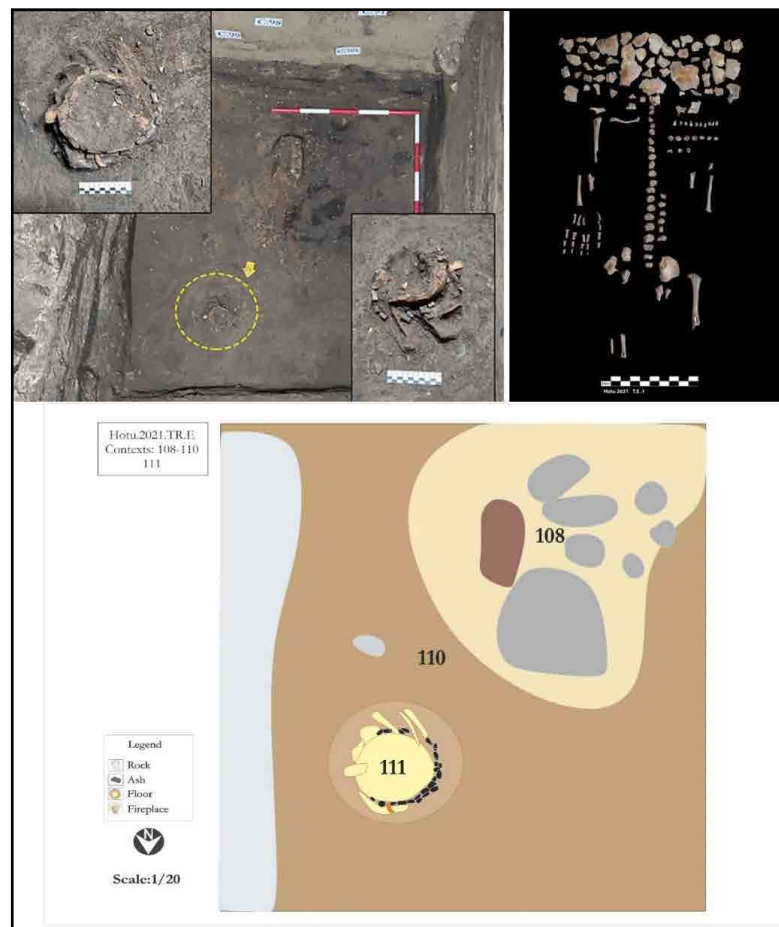 Hotu 2021 T.E.1
Hotu.2021.TR.E
Contexts: 108-110
111
108
110
111
Legend
Rock
Ash
Floor
Fireplace
N
Scale:1/20